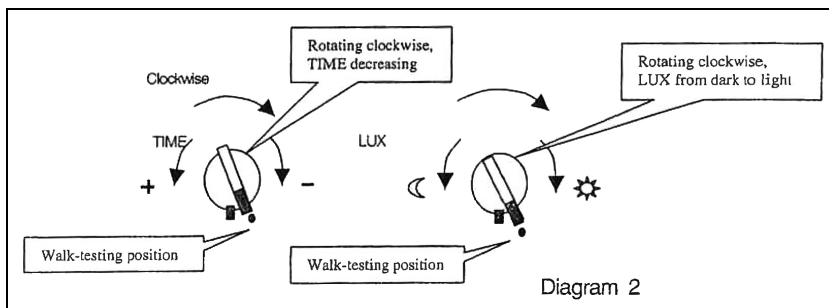 Rotating clockwise,
TIME decreasing
Clockwise
Rotating clockwise,
LUX from dark to light
TIME
LUX
+
-
Walk-testing position
Walk-testing position
Diagram 2